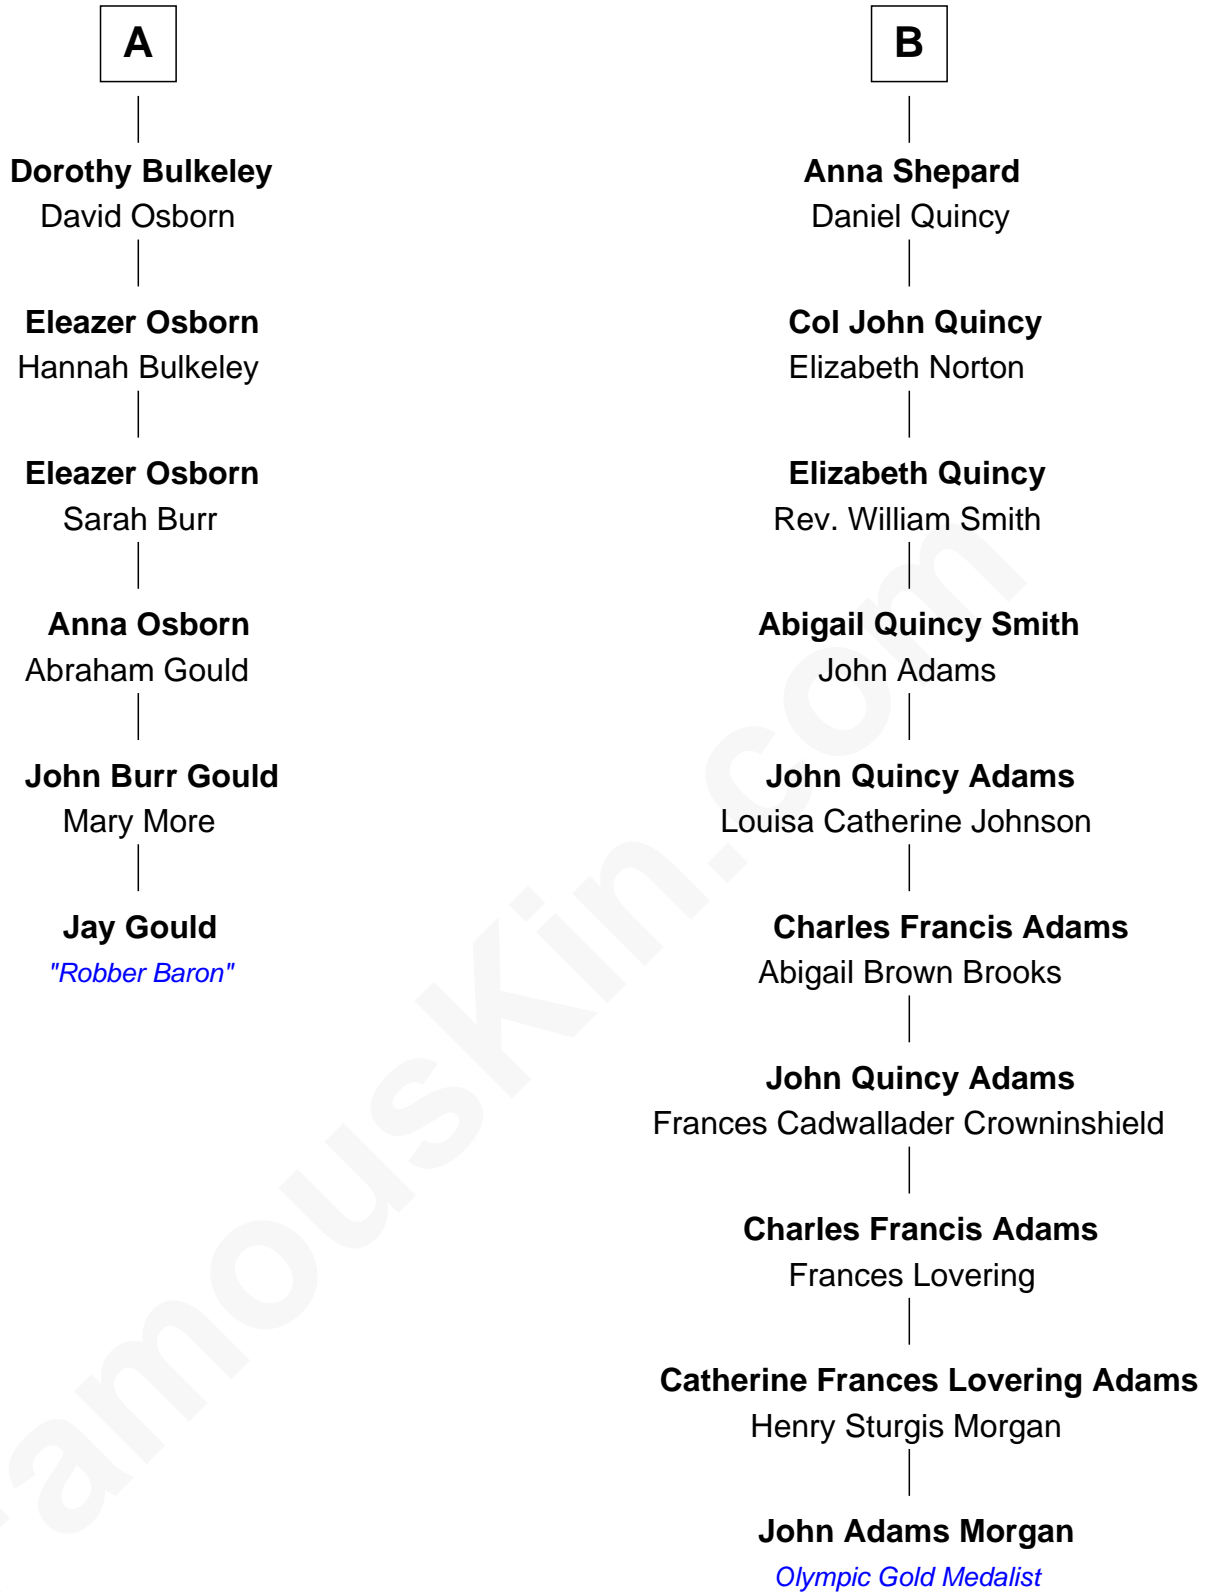 A
Dorothy Bulkeley
David Osborn
Eleazer Osborn
Hannah Bulkeley
Eleazer Osborn
Sarah Burr
Anna Osborn
Abraham Gould
John Burr Gould
Mary More
Jay Gould
"Robber Baron"
B
Anna Shepard
Daniel Quincy
Col John Quincy
Elizabeth Norton
Elizabeth Quincy
Rev. William Smith
Abigail Quincy Smith
John Adams
John Quincy Adams
Louisa Catherine Johnson
Charles Francis Adams
Abigail Brown Brooks
John Quincy Adams
Frances Cadwallader Crowninshield
Charles Francis Adams
Frances Lovering
Catherine Frances Lovering Adams
Henry Sturgis Morgan
John Adams Morgan
Olympic Gold Medalist
FamousKin.com